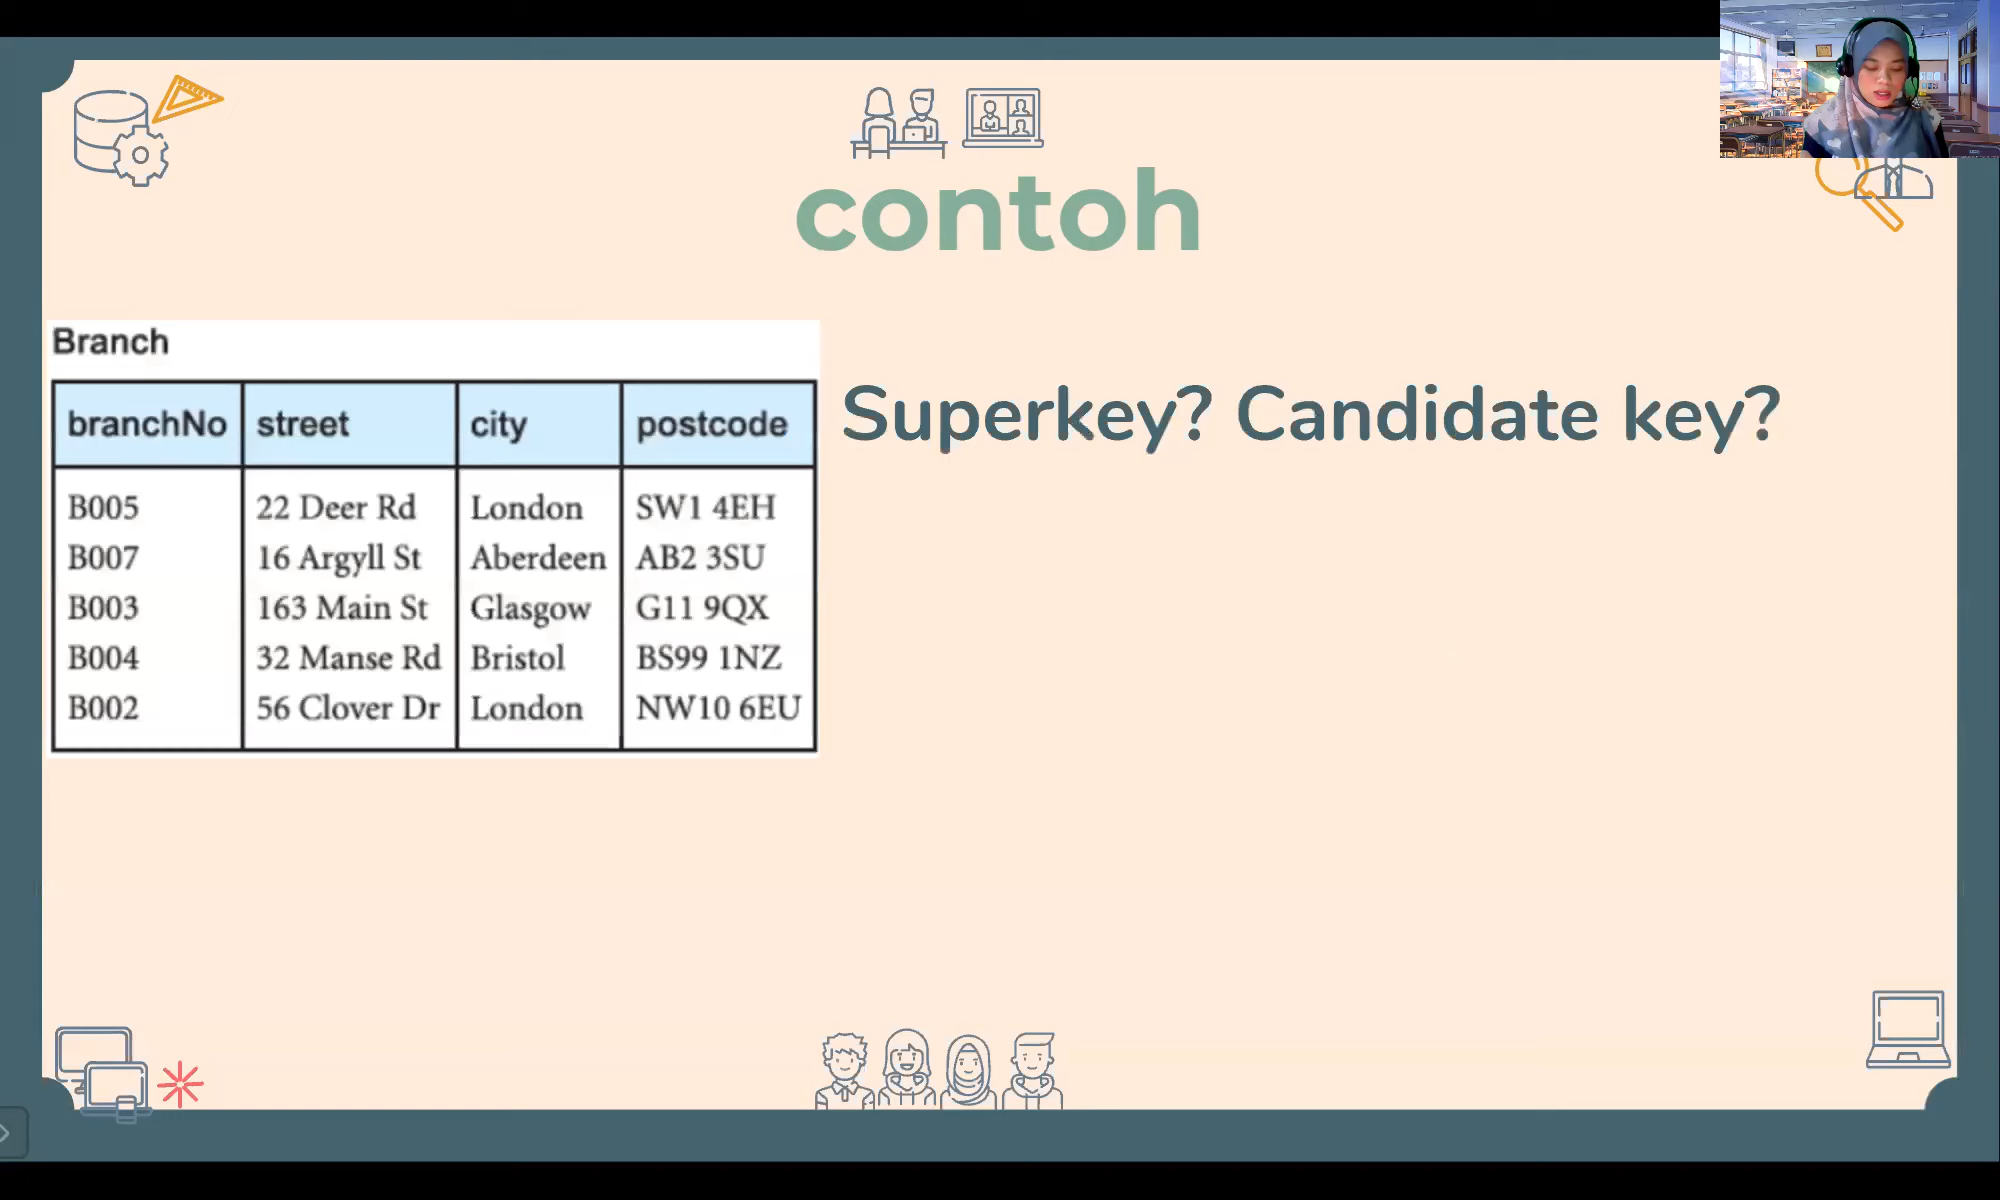 contoh
Branch
branchNo street city postcode
B005 22 Deer Rd London SW1 4EH
B007 16 Argyll St Aberdeen AB2 3SU
B003 163 Main St Glasgow G11 9QX
B004 32 Manse Rd Bristol BS99 1NZ
B002 56 Clover Dr London NW10 6EU
Superkey? Candidate key?